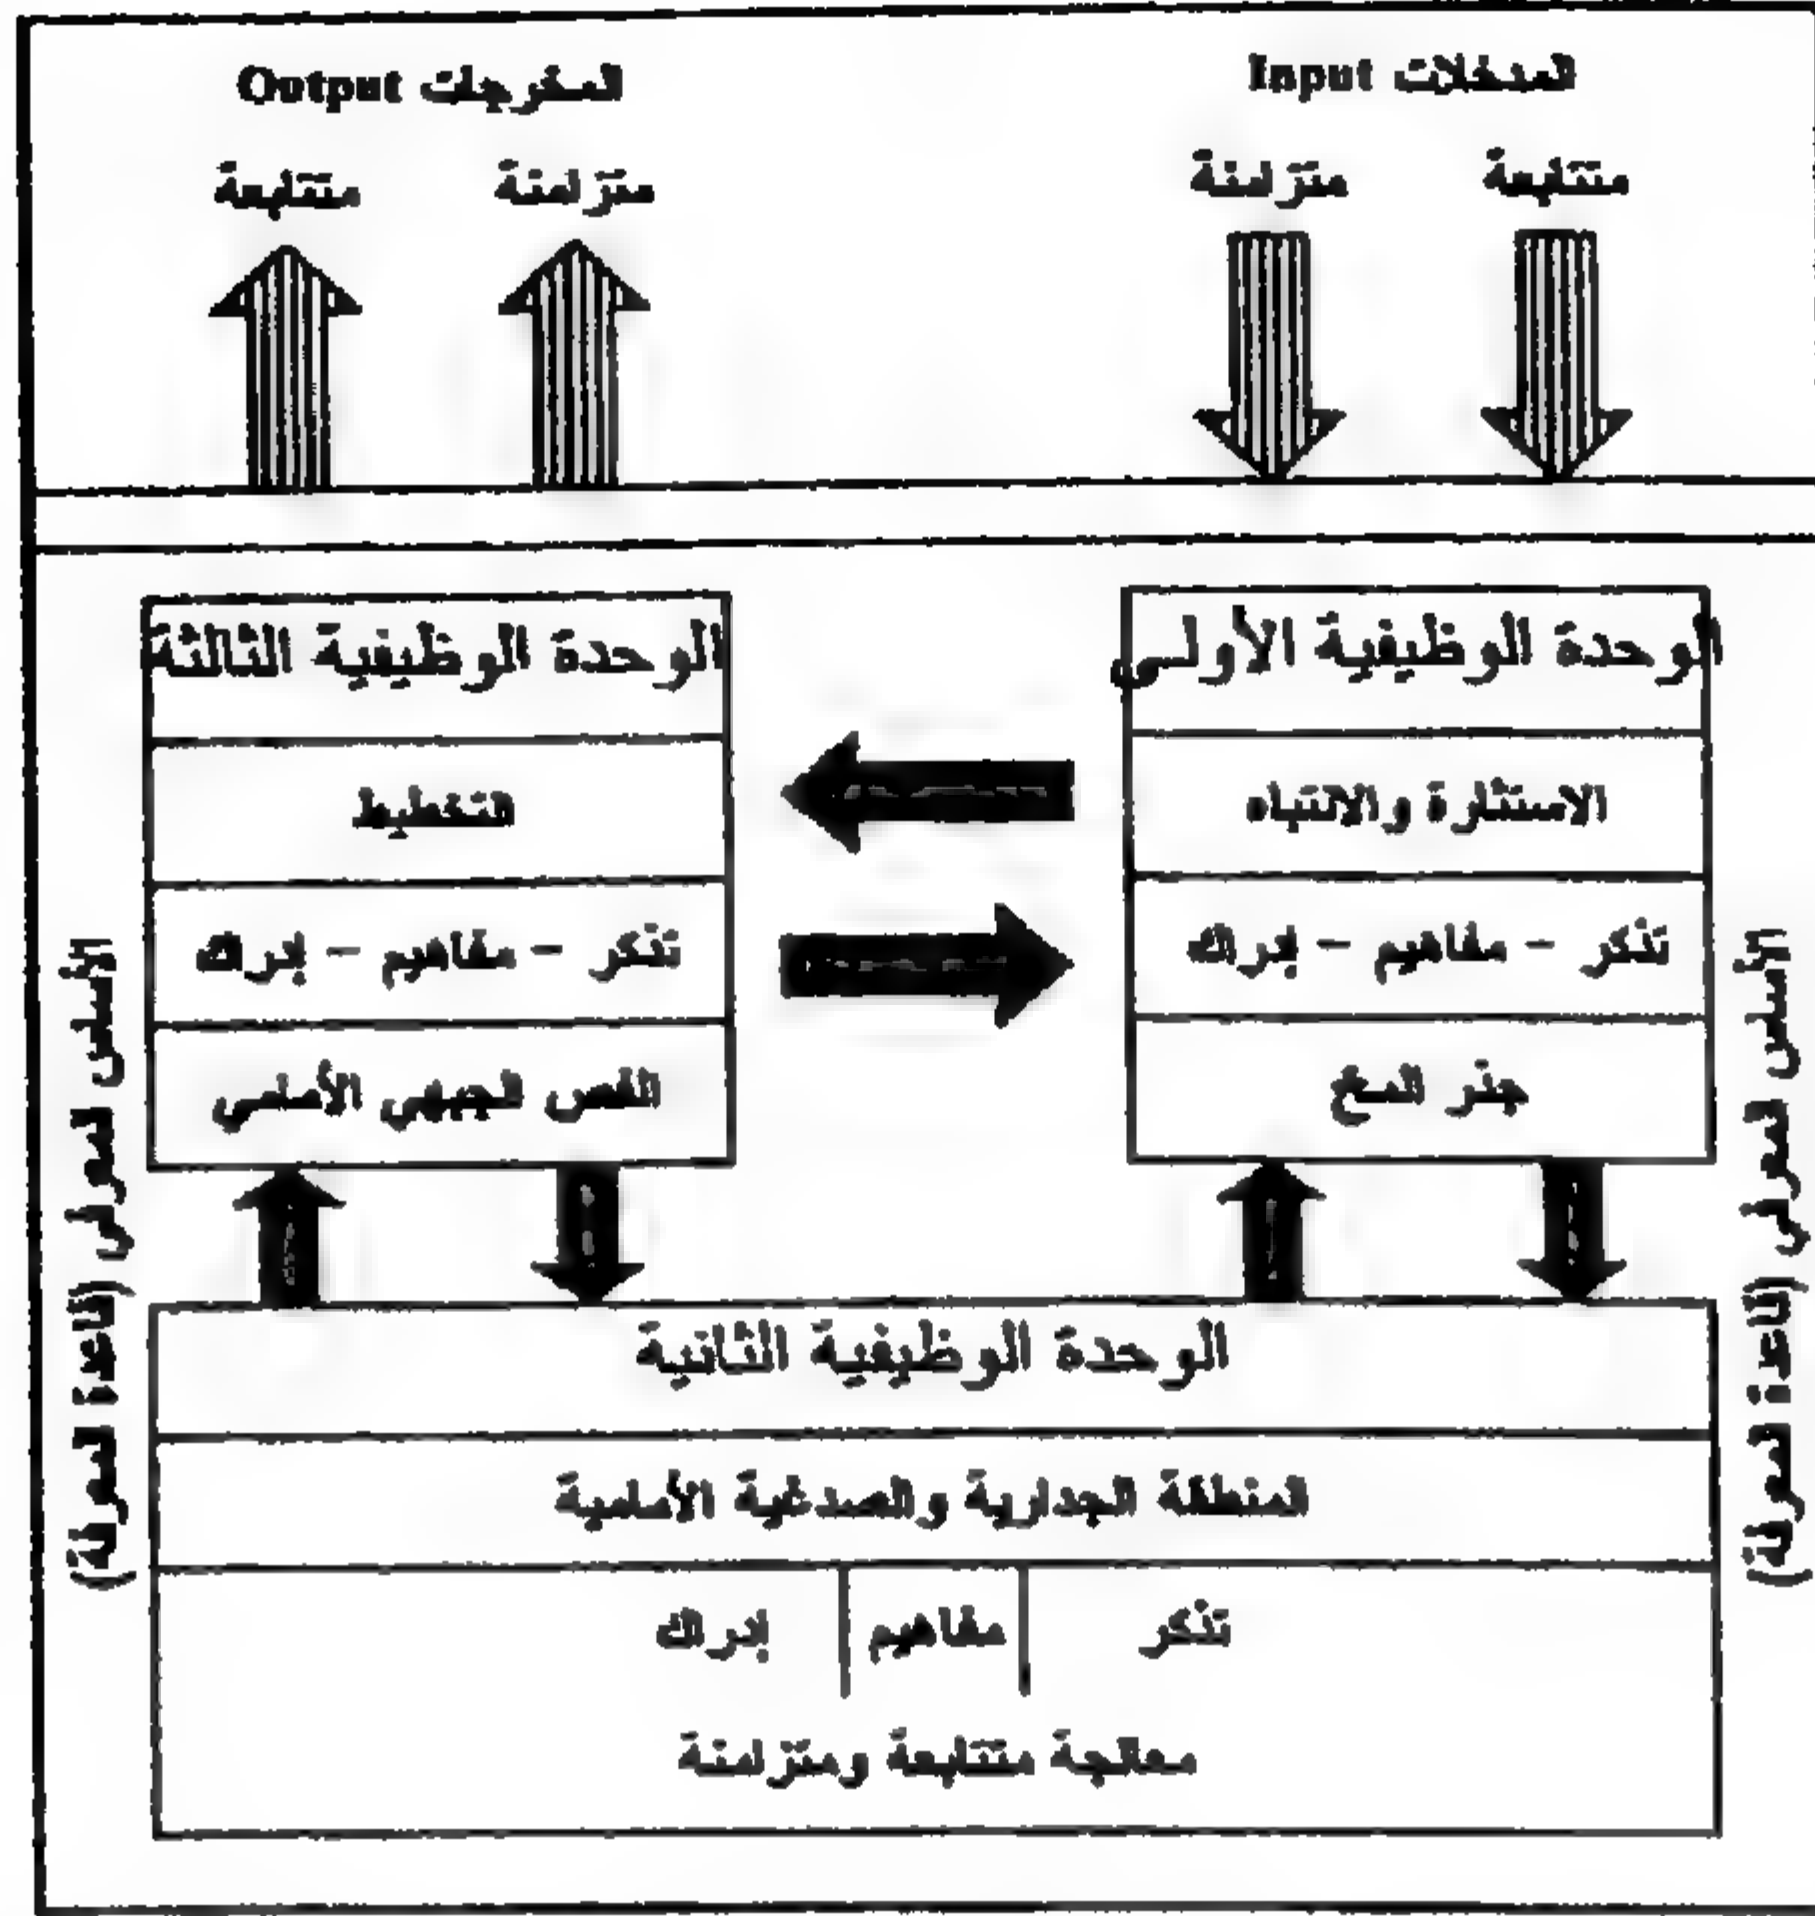 المدخلات Input
المخرجات Output
متتابعة
متزامنة
متزامنة
متتابعة
الوحدة الوظيفية الأولى
الاستثارة والانتباه
تذكر - مفاهيم - إدراك
جذر المخ
الوحدة الوظيفية الثالثة
التخطيط
تذكر - مفاهيم - إدراك
الفص الجبهي الأمامي
الوحدة الوظيفية الثانية
المنطقة الجدارية والصدغية الأمامية
تذكر
مفاهيم
إدراك
معالجة متتابعة ومتزامنة
الأساس المعرفي (قاعدة المعرفة)
الأساس المعرفي (قاعدة المعرفة)